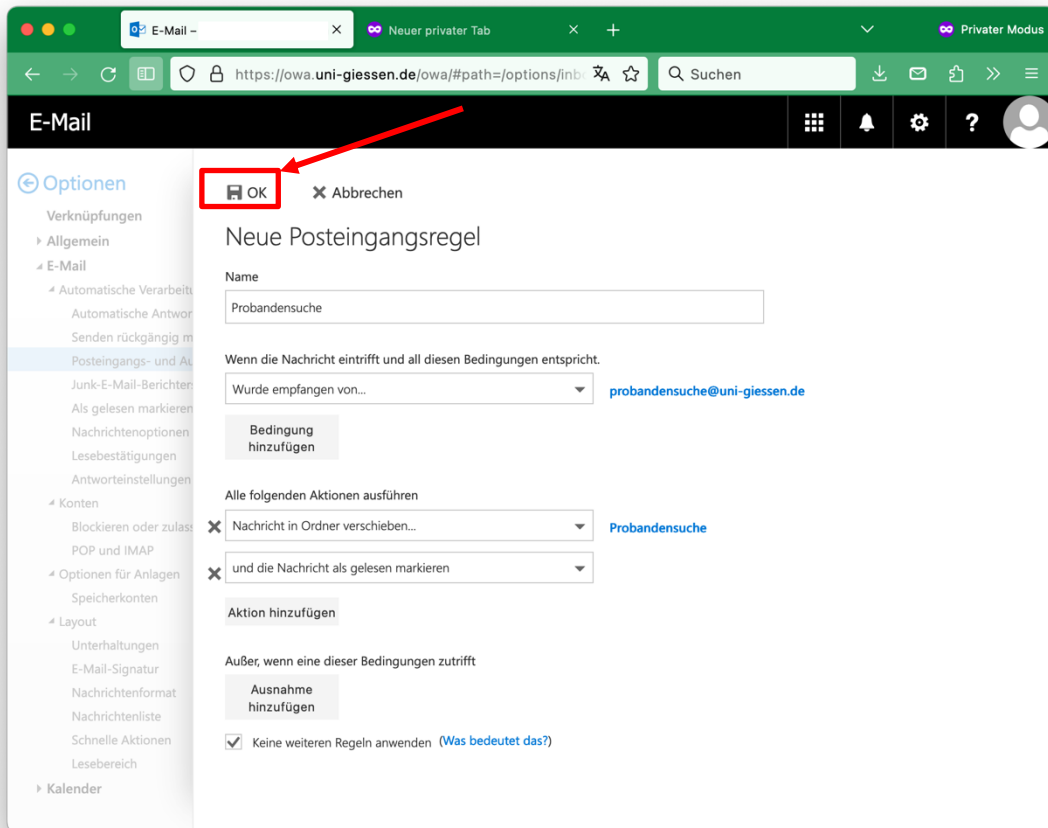 E-Mail –
Neuer privater Tab
Privater Modus
https://owa.uni-giessen.de/owa/#path=/options/inb
Suchen
E-Mail
Optionen
Verknüpfungen
Allgemein
E-Mail
Automatische Verarbeitu
Automatische Antwor
Senden rückgängig m
Posteingangs- und Au
Junk-E-Mail-Berichters
Als gelesen markieren
Nachrichtenoptionen
Lesebestätigungen
Antworteinstellungen
Konten
Blockieren oder zulass
POP und IMAP
Optionen für Anlagen
Speicherkonten
Layout
Unterhaltungen
E-Mail-Signatur
Nachrichtenformat
Nachrichtenliste
Schnelle Aktionen
Lesebereich
Kalender
OK
Abbrechen
Neue Posteingangsregel
Name
Probandensuche
Wenn die Nachricht eintrifft und all diesen Bedingungen entspricht.
Wurde empfangen von...
probandensuche@uni-giessen.de
Bedingung
hinzufügen
Alle folgenden Aktionen ausführen
Nachricht in Ordner verschieben...
Probandensuche
und die Nachricht als gelesen markieren
Aktion hinzufügen
Außer, wenn eine dieser Bedingungen zutrifft
Ausnahme
hinzufügen
Keine weiteren Regeln anwenden (Was bedeutet das?)